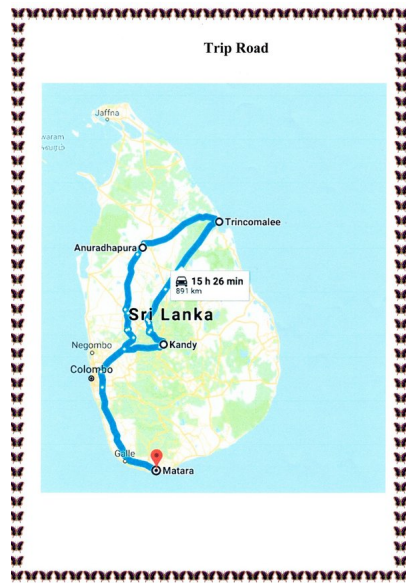 Trip Road
Jaffna
Trincomalee
Anuradhapura
15 h 26 min
891 km
Sri Lanka
Negombo
Kandy
Colombo
Galle
Matara